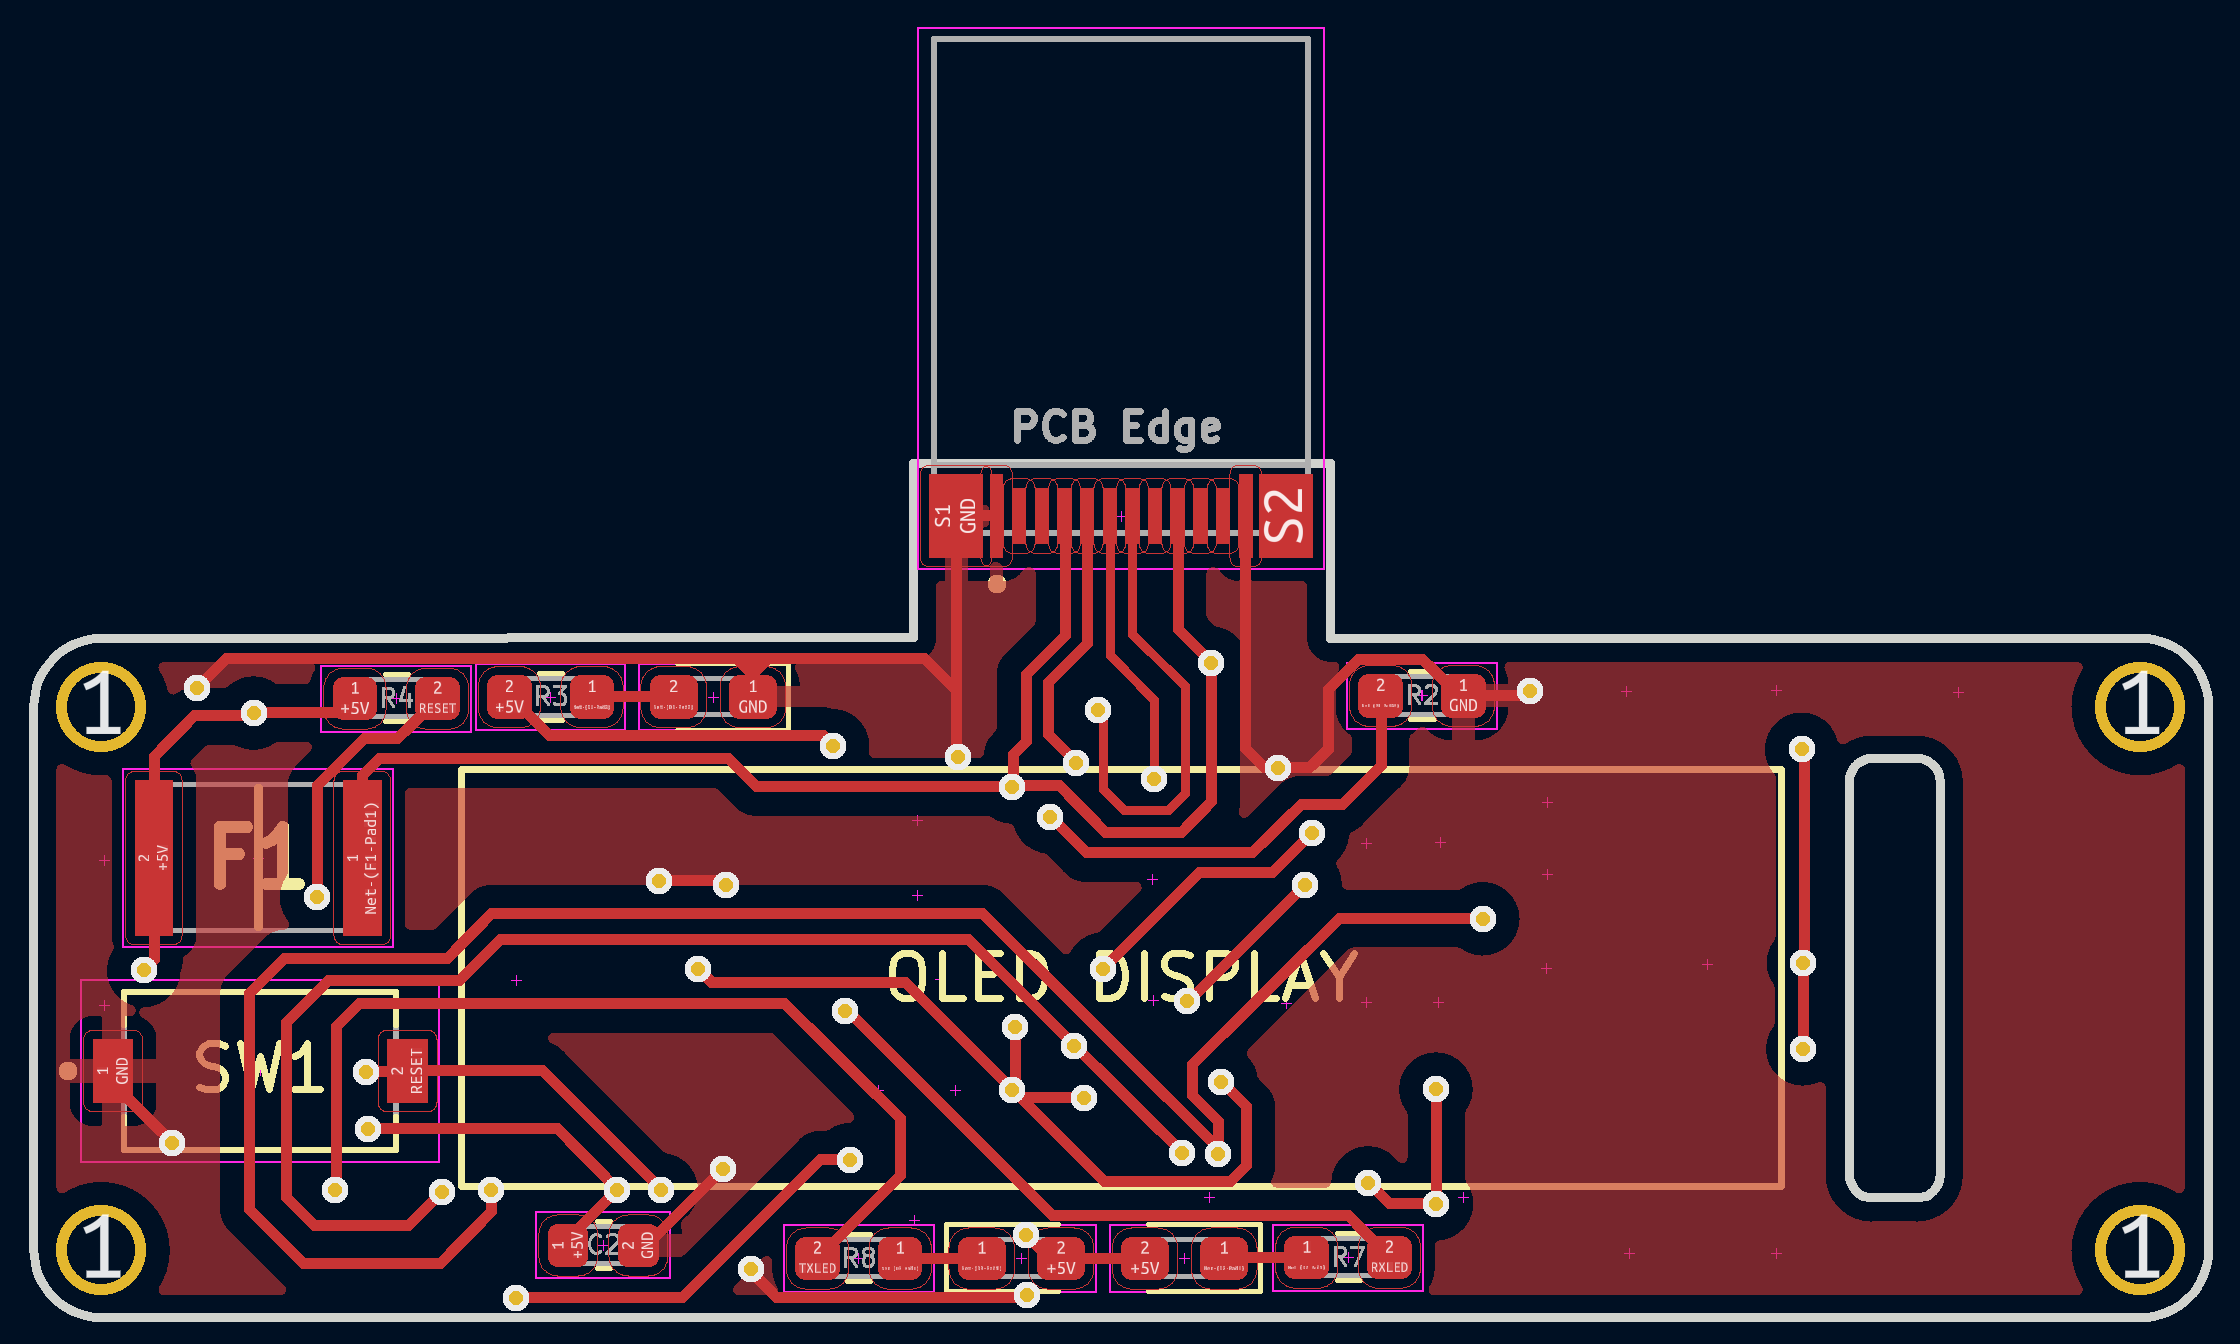 PCB Edge
S1
GND
S2
1
1
+5V
R4
2
RESET
2
+5V
R3
1
2
1
GND
2
R2
1
GND
1
2
+5V
F1
1
Net-(F1-Pad1)
OLED DISPLAY
1
GND
SW1
2
RESET
1
1
+5V
C2
2
GND
2
TXLED
R8
1
1
2
+5V
2
+5V
1
1
R7
2
RXLED
1